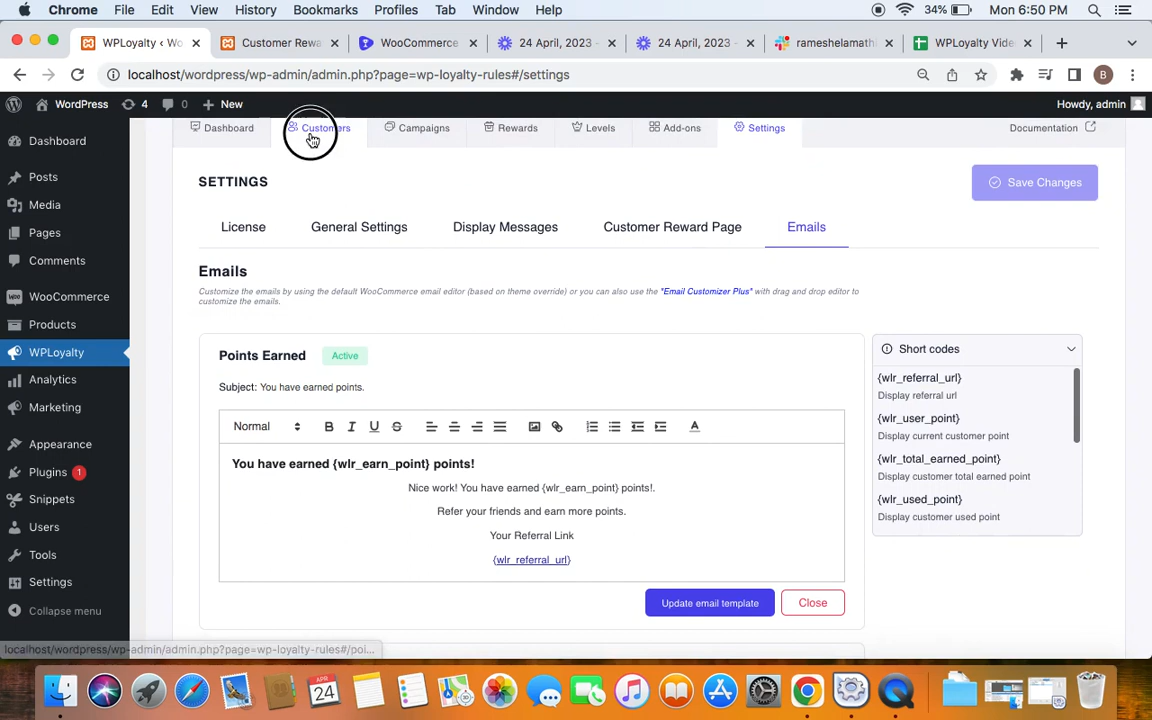 Chrome File Edit View History Bookmarks Profiles Tab Window Help 34% Mon 6:50 PM
WPLoyalty ‹ Wo Customer Rewa WooCommerce 24 April, 2023 – 24 April, 2023 – rameshelamath WPLoyalty Vide
localhost/wordpress/wp-admin/admin.php?page=wp-loyalty-rules#/settings B
WordPress 4 0 New Howdy, admin
Dashboard Customers Campaigns Rewards Levels Add-ons Settings Documentation
Dashboard
Posts
Media
Pages
Comments
WooCommerce
Products
WPLoyalty
Analytics
Marketing
Appearance
Plugins 1
Snippets
Users
Tools
Settings
Collapse menu
SETTINGS Save Changes
License General Settings Display Messages Customer Reward Page Emails
Emails
Customize the emails by using the default WooCommerce email editor (based on theme override) or you can also use the "Email Customizer Plus" with drag and drop editor to
customize the emails.
Points Earned Active
Subject: You have earned points.
Normal B I U S A
You have earned {wlr_earn_point} points!
Nice work! You have earned {wlr_earn_point} points!.
Refer your friends and earn more points.
Your Referral Link
{wlr_referral_url}
Update email template Close
Short codes
{wlr_referral_url}
Display referral url
{wlr_user_point}
Display current customer point
{wlr_total_earned_point}
Display customer total earned point
{wlr_used_point}
Display customer used point
localhost/wordpress/wp-admin/admin.php?page=wp-loyalty-rules#/poi...
APR
24